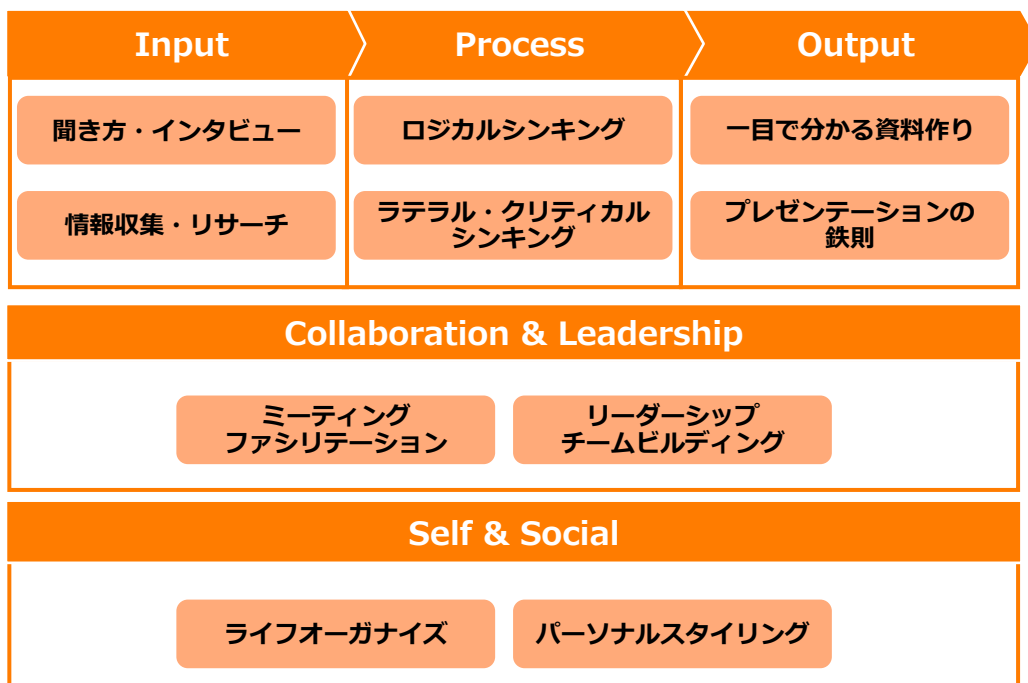 Input
Process
Output
聞き方・インタビュー
ロジカルシンキング
一目で分かる資料作り
情報収集・リサーチ
ラテラル・クリティカル
シンキング
プレゼンテーションの
鉄則
Collaboration & Leadership
ミーティング
ファシリテーション
リーダーシップ
チームビルディング
Self & Social
ライフオーガナイズ
パーソナルスタイリング